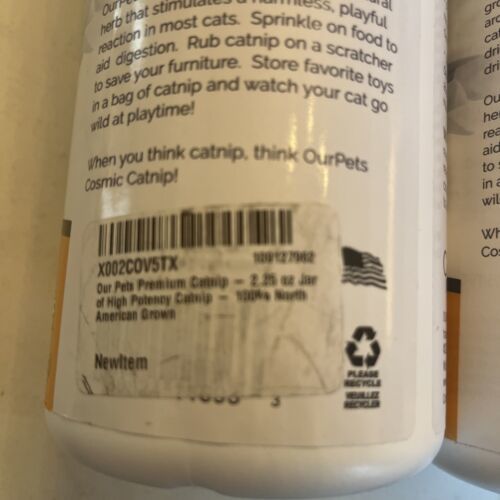 OurPets
herb that stimulates a harmless, playful
reaction in most cats. Sprinkle on food to
aid digestion. Rub catnip on a scratcher
to save your furniture. Store favorite toys
in a bag of catnip and watch your cat go
wild at playtime!
When you think catnip, think OurPets
Cosmic Catnip!
X002COV5TX
Our Pets Premium Catnip – 2.25 oz Jar
of High Potency Catnip – 100% North
American Grown
NewItem
PLEASE
RECYCLE
VEUILLEZ
RECYCLER